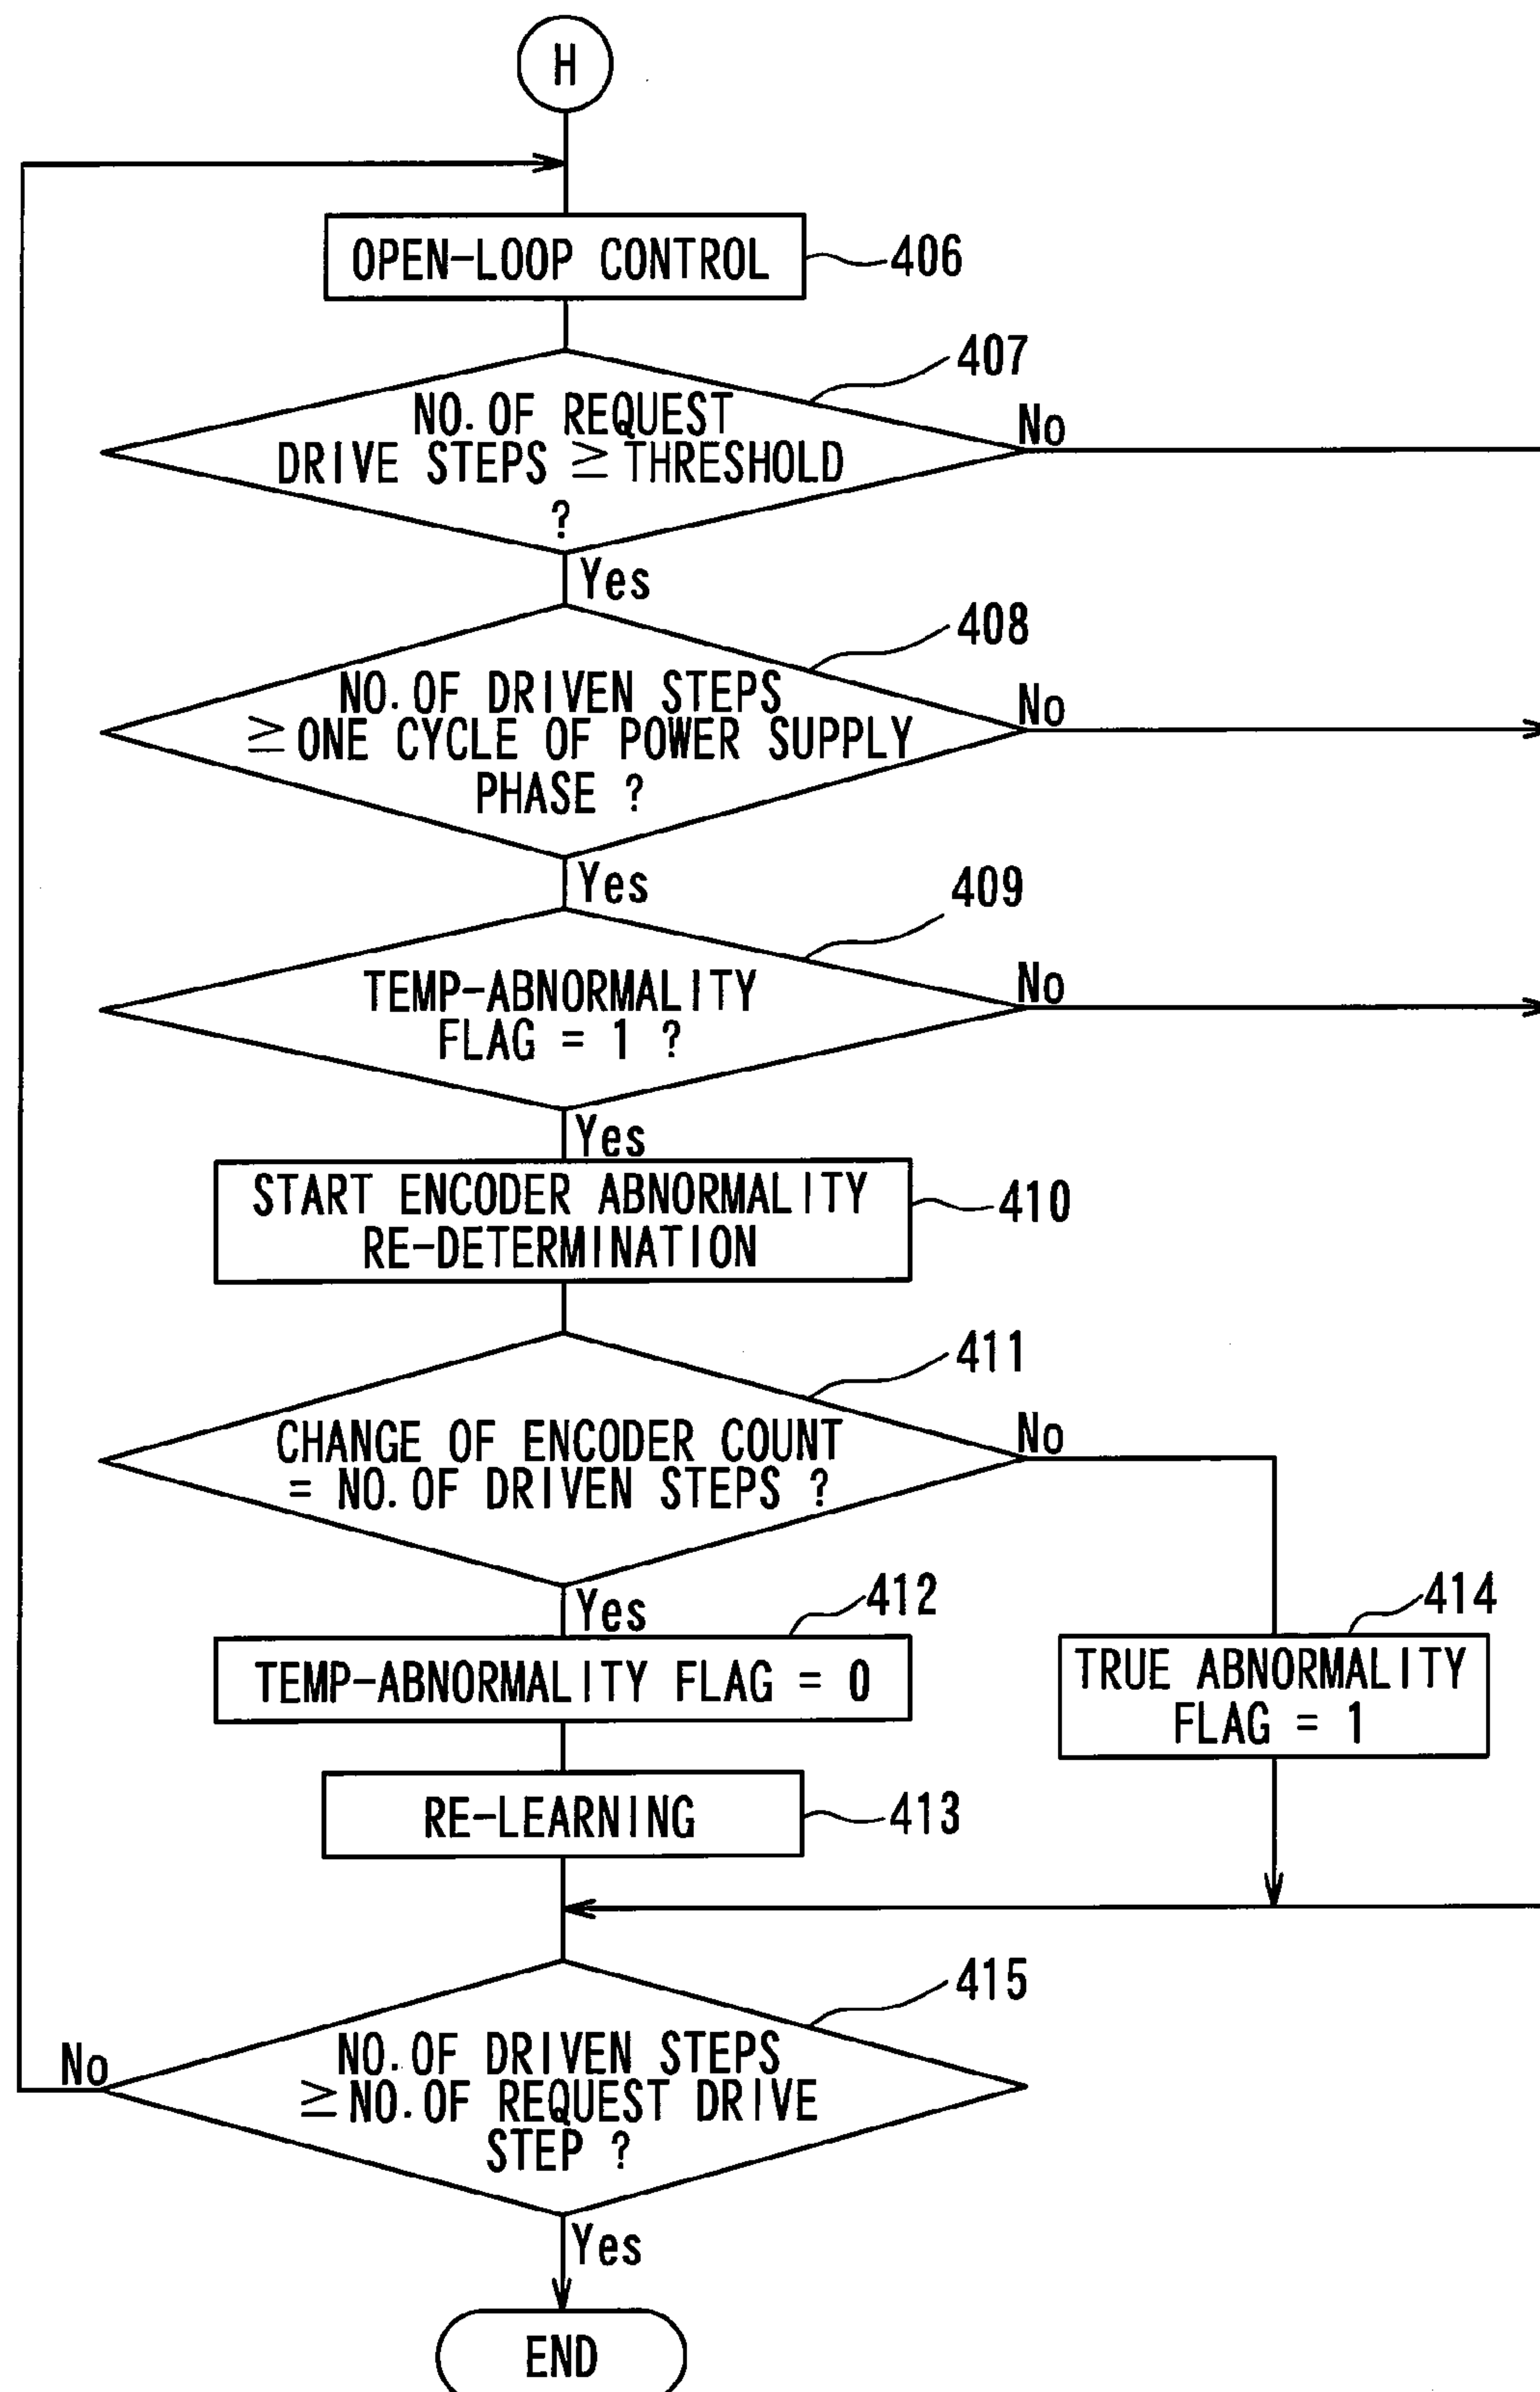 H
OPEN-LOOP CONTROL
406
407
NO. OF REQUEST
DRIVE STEPS ≧ THRESHOLD
?
No
Yes
408
NO. OF DRIVEN STEPS
≧ ONE CYCLE OF POWER SUPPLY
PHASE ?
No
Yes
409
TEMP-ABNORMALITY
FLAG = 1 ?
No
Yes
START ENCODER ABNORMALITY
RE-DETERMINATION
410
411
CHANGE OF ENCODER COUNT
= NO. OF DRIVEN STEPS ?
No
Yes
412
TEMP-ABNORMALITY FLAG = 0
414
TRUE ABNORMALITY
FLAG = 1
RE-LEARNING
413
415
NO. OF DRIVEN STEPS
≧ NO. OF REQUEST DRIVE
STEP ?
No
Yes
END